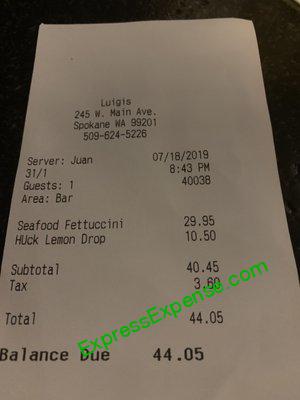 Luigis
245 W. Main Ave.
Spokane WA 99201
509-624-5226
Server: Juan 07/18/2019
31/1 8:43 PM
Guests: 1 40038
Area: Bar
Seafood Fettuccini 29.95
HUck Lemon Drop 10.50
Subtotal 40.45
Tax 3.60
Total 44.05
Balance Due 44.05
ExpressExpense.com